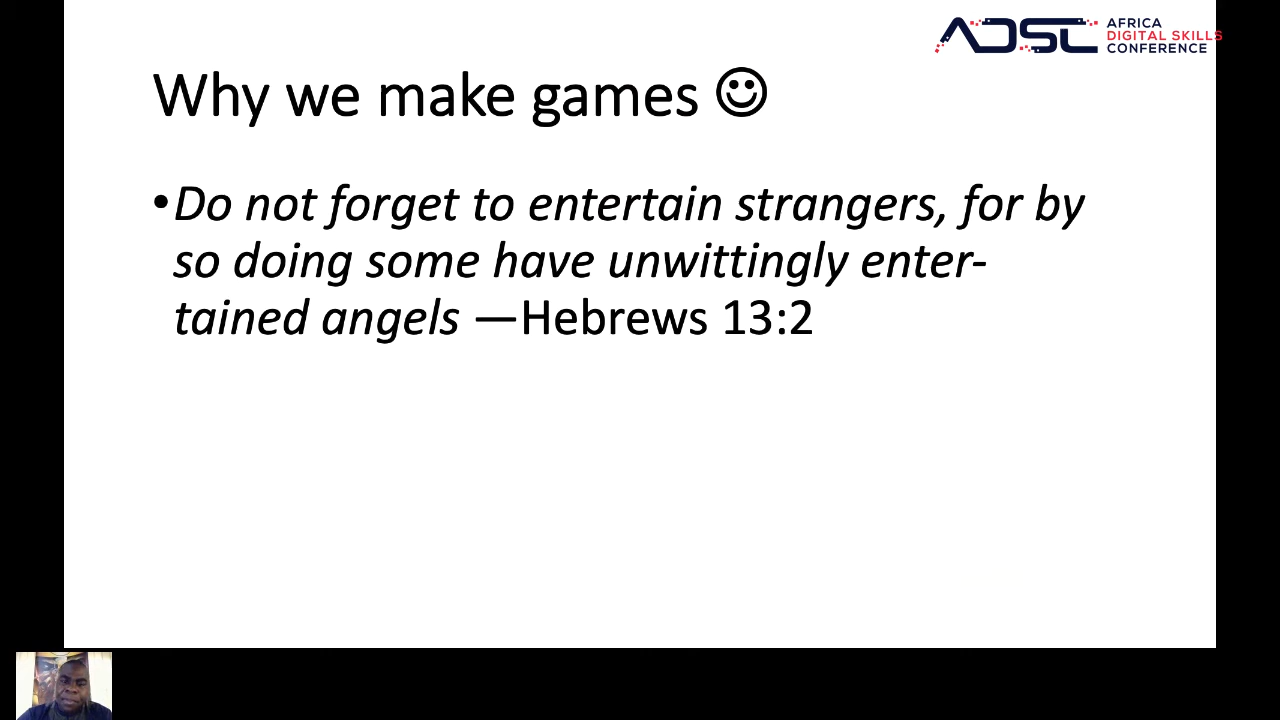 AFRICA
DIGITAL SKILLS
CONFERENCE
ADSC
Why we make games ☺
•Do not forget to entertain strangers, for by
so doing some have unwittingly enter-
tained angels —Hebrews 13:2